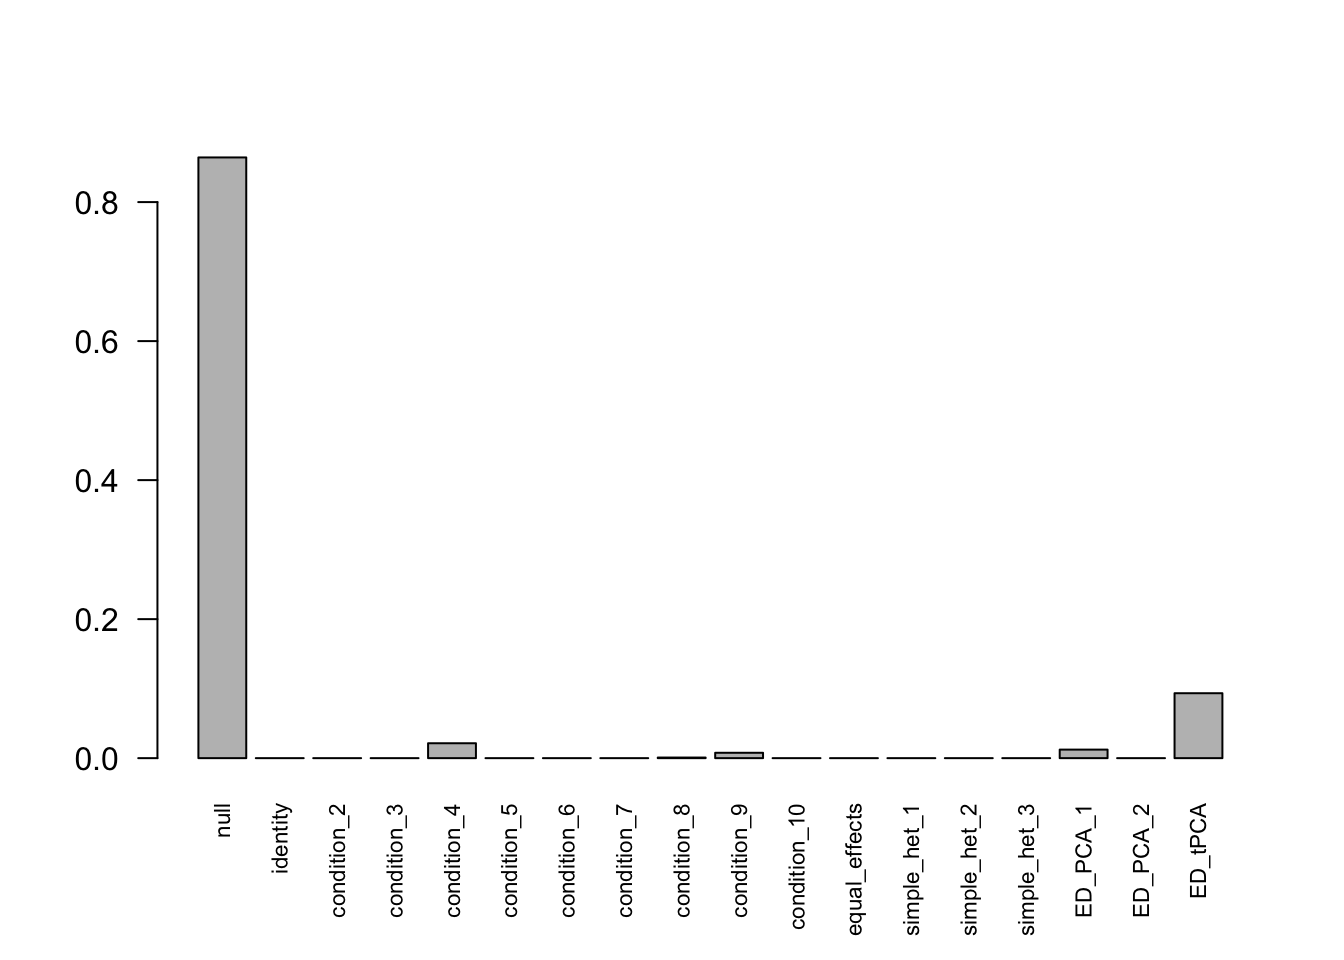 0.8
0.6
0.4
0.2
0.0
null
identity
condition_2
condition_3
condition_4
condition_5
condition_6
condition_7
condition_8
condition_9
condition_10
equal_effects
simple_het_1
simple_het_2
simple_het_3
ED_PCA_1
ED_PCA_2
ED_tPCA